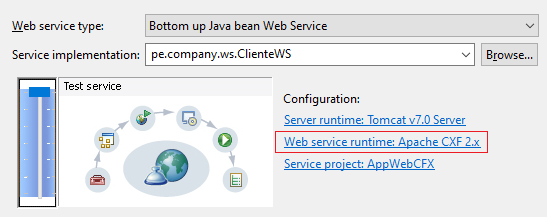 Web service type: Bottom up Java bean Web Service
Service implementation: pe.company.ws.ClienteWS Browse...
Test service
Configuration:
Server runtime: Tomcat v7.0 Server
Web service runtime: Apache CXF 2.x
Service project: AppWebCFX